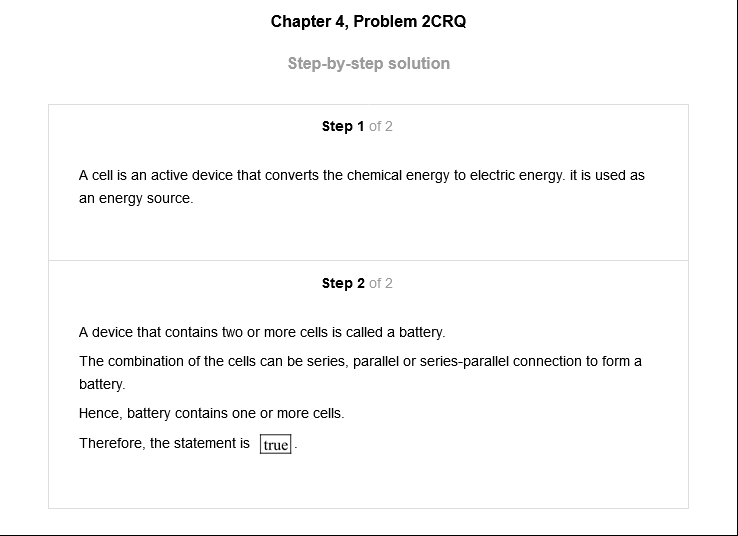 Chapter 4, Problem 2CRQ
Step-by-step solution
Step 1 of 2
A cell is an active device that converts the chemical energy to electric energy. it is used as
an energy source.
Step 2 of 2
A device that contains two or more cells is called a battery.
The combination of the cells can be series, parallel or series-parallel connection to form a
battery.
Hence, battery contains one or more cells.
Therefore, the statement is true.